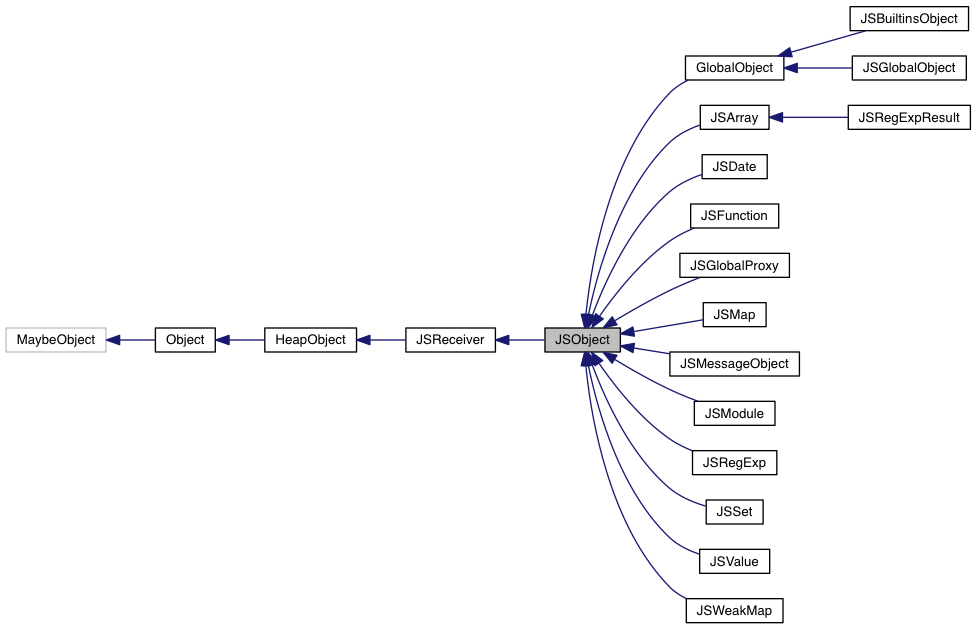 JSBuiltinsObject
GlobalObject
JSGlobalObject
JSArray
JSRegExpResult
JSDate
JSFunction
JSGlobalProxy
JSMap
MaybeObject
Object
HeapObject
JSReceiver
JSObject
JSMessageObject
JSModule
JSRegExp
JSSet
JSValue
JSWeakMap